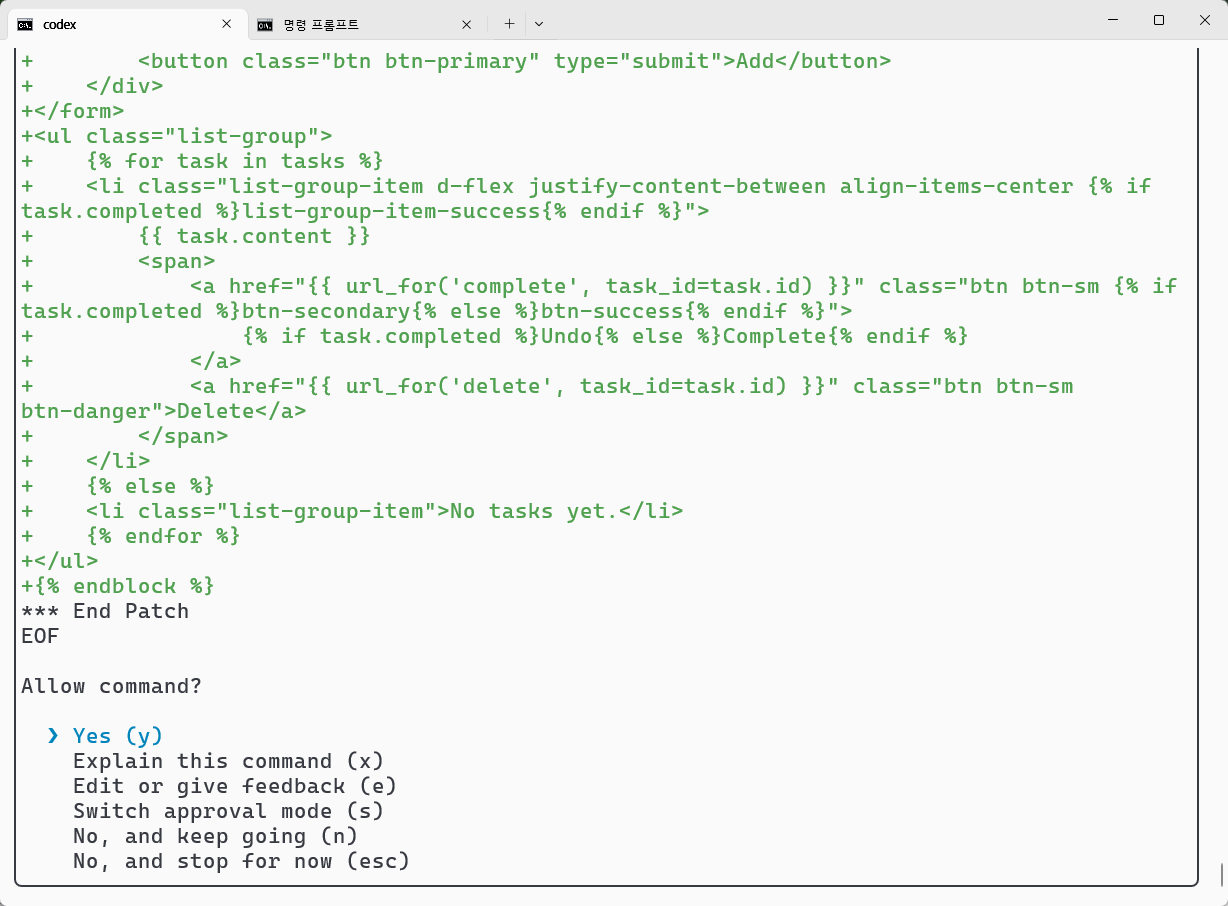 codex
명령 프롬프트
+        <button class="btn btn-primary" type="submit">Add</button>
+    </div>
+</form>
+<ul class="list-group">
+    {% for task in tasks %}
+    <li class="list-group-item d-flex justify-content-between align-items-center {% if
task.completed %}list-group-item-success{% endif %}">
+        {{ task.content }}
+        <span>
+            <a href="{{ url_for('complete', task_id=task.id) }}" class="btn btn-sm {% if
task.completed %}btn-secondary{% else %}btn-success{% endif %}">
+                {% if task.completed %}Undo{% else %}Complete{% endif %}
+            </a>
+            <a href="{{ url_for('delete', task_id=task.id) }}" class="btn btn-sm
btn-danger">Delete</a>
+        </span>
+    </li>
+    {% else %}
+    <li class="list-group-item">No tasks yet.</li>
+    {% endfor %}
+</ul>
+{% endblock %}
*** End Patch
EOF
Allow command?
❯ Yes (y)
Explain this command (x)
Edit or give feedback (e)
Switch approval mode (s)
No, and keep going (n)
No, and stop for now (esc)